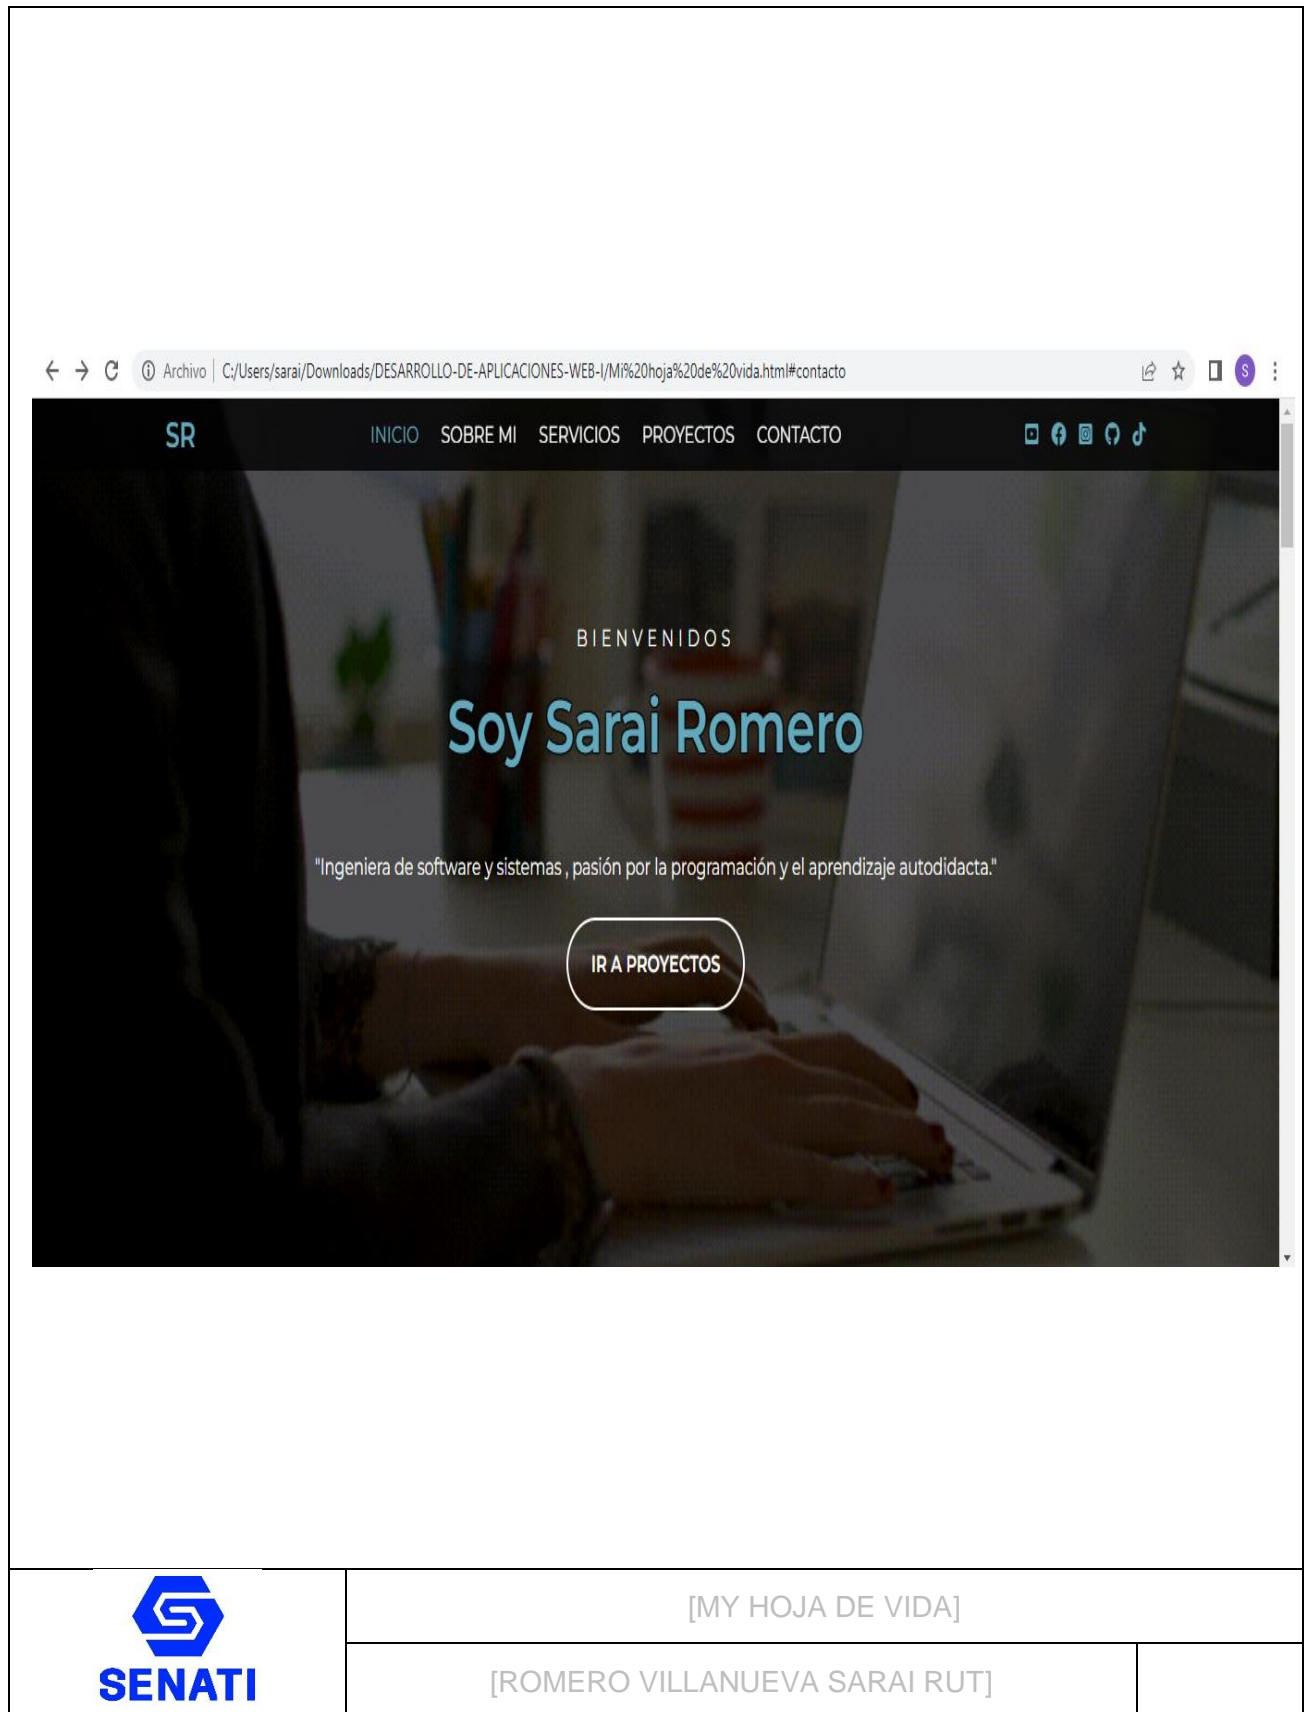 Archivo | C:/Users/sarai/Downloads/DESARROLLO-DE-APLICACIONES-WEB-I/Mi%20hoja%20de%20vida.html#contacto
S
SR
INICIO SOBRE MI SERVICIOS PROYECTOS CONTACTO
BIENVENIDOS
Soy Sarai Romero
"Ingeniera de software y sistemas , pasión por la programación y el aprendizaje autodidacta."
IR A PROYECTOS
SENATI
[MY HOJA DE VIDA]
[ROMERO VILLANUEVA SARAI RUT]